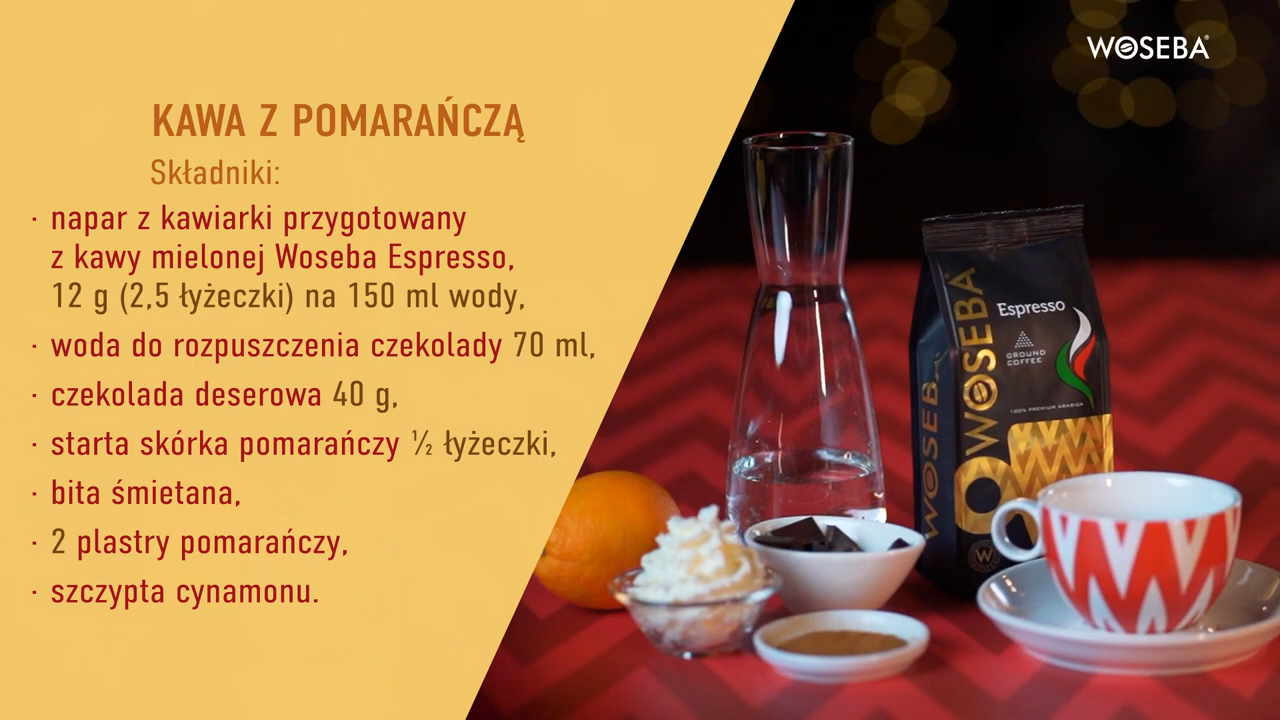 WOSEBA®
KAWA Z POMARAŃCZĄ
Składniki:
· napar z kawiarki przygotowany
z kawy mielonej Woseba Espresso,
12 g (2,5 łyżeczki) na 150 ml wody,
· woda do rozpuszczenia czekolady 70 ml,
· czekolada deserowa 40 g,
· starta skórka pomarańczy ½ łyżeczki,
· bita śmietana,
· 2 plastry pomarańczy,
· szczypta cynamonu.
WOSEBA
Espresso
GROUND
COFFEE
100% PREMIUM ARABICA
WOSEBA
W